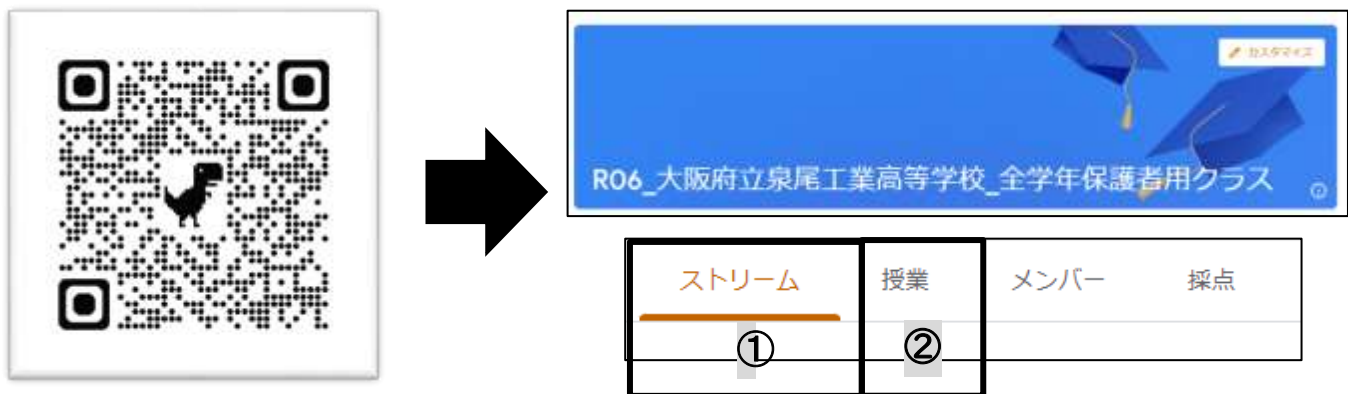 カスタマイズ
R06_大阪府立泉尾工業高等学校_全学年保護者用クラス
ストリーム 授業 メンバー 採点
① ②